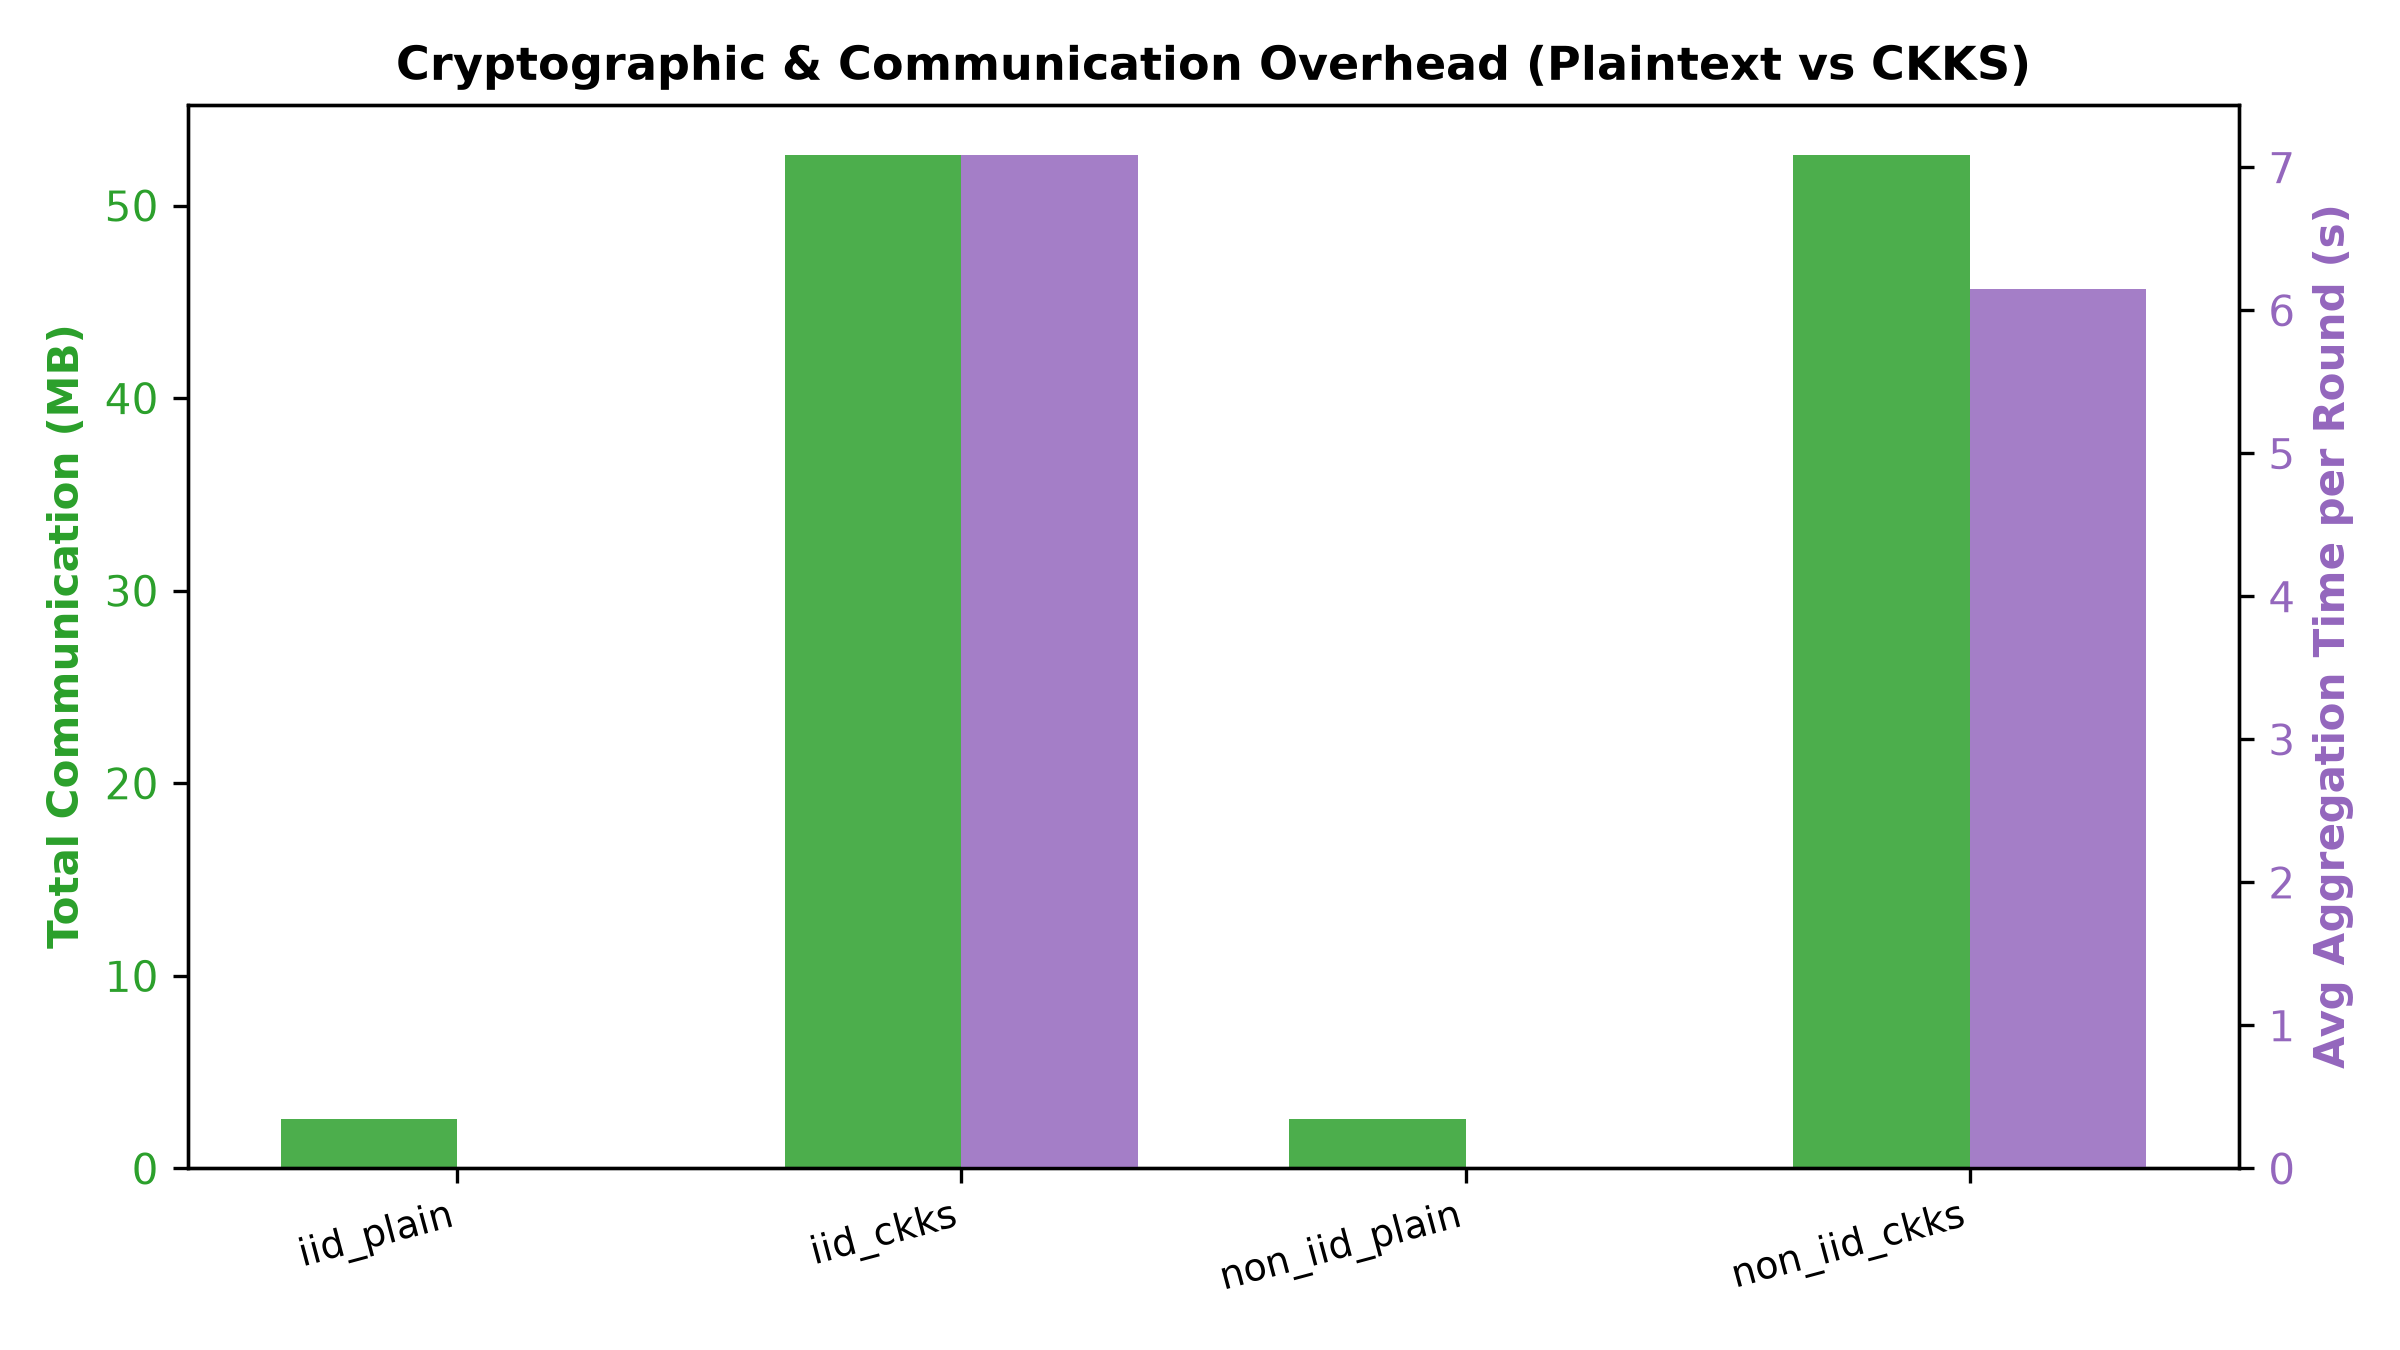 Cryptographic & Communication Overhead (Plaintext vs CKKS)
Total Communication (MB)
50
40
30
20
10
0
7
6
5
4
3
2
1
0
Avg Aggregation Time per Round (s)
iid_plain
iid_ckks
non_iid_plain
non_iid_ckks